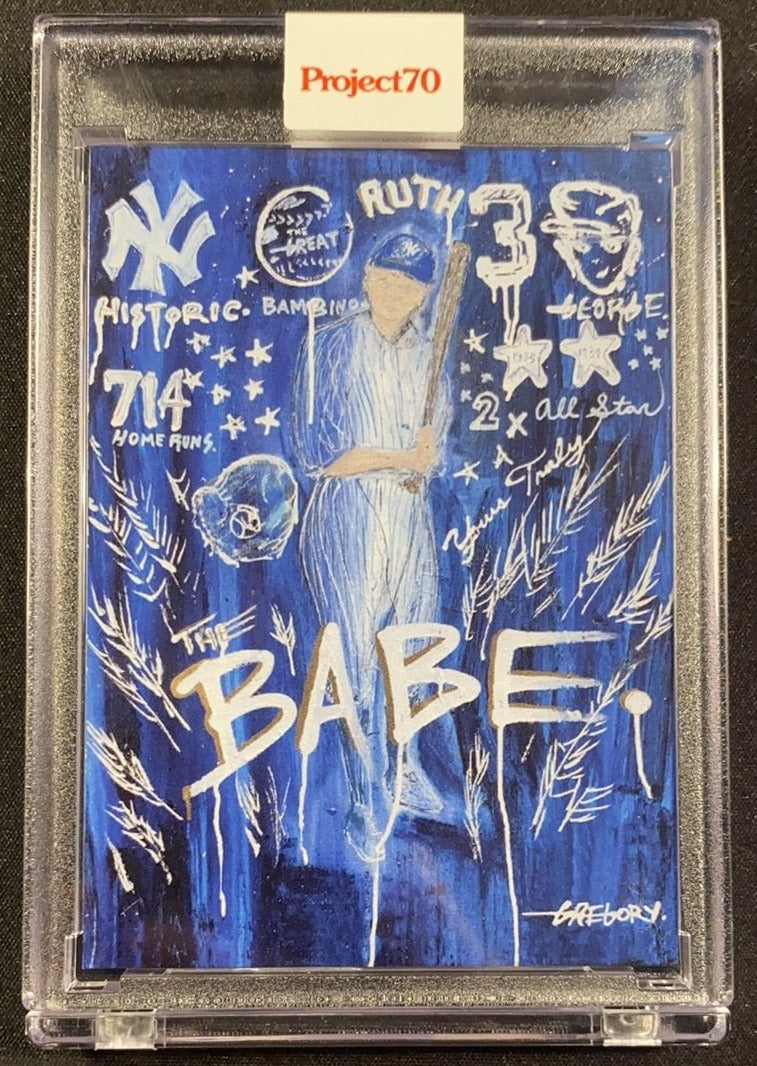 Project70
NY
RUTH
3
THE
GREAT
HISTORIC.
BAMBINO
GEORGE.
1933
714
HOME RUNS.
2 x All Star
Yours Truly
THE
BABE.
GREGORY.